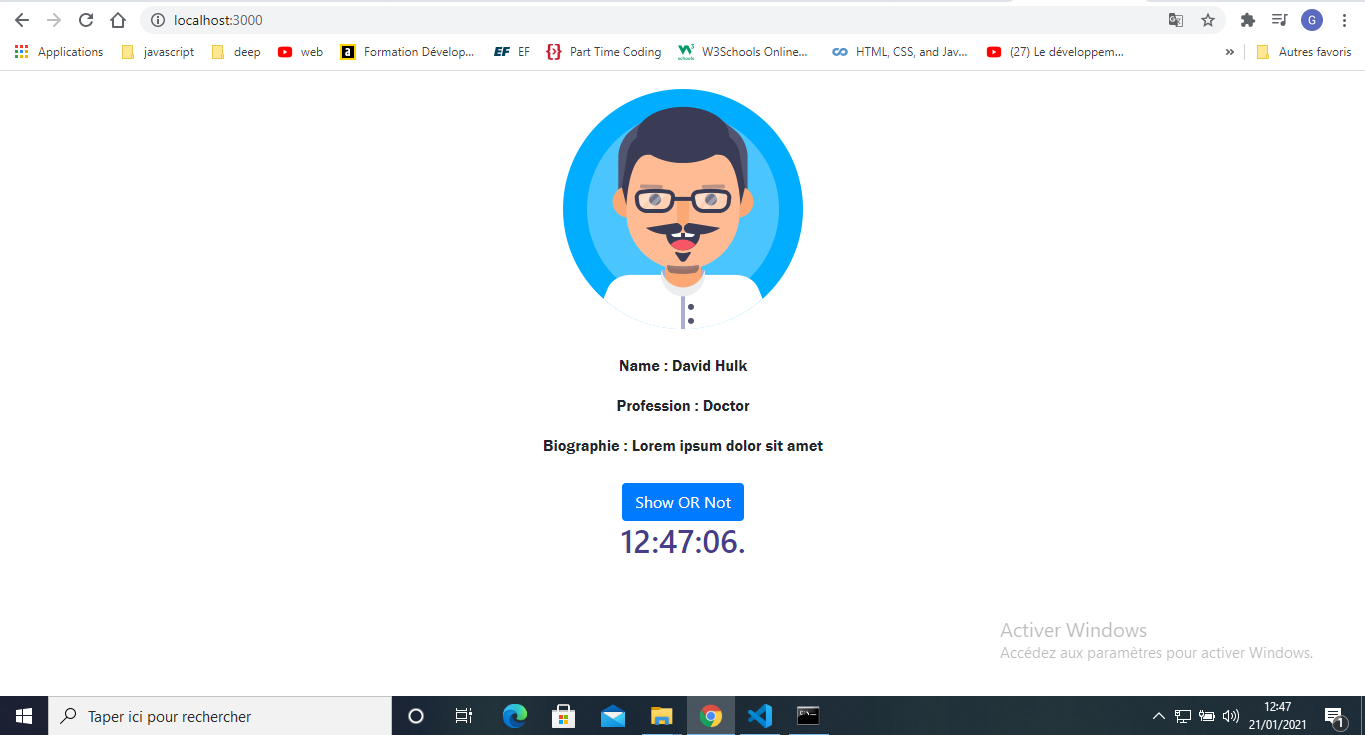 localhost:3000
G
Applications javascript deep web a Formation Dévelop... EF EF Part Time Coding W3Schools Online... HTML, CSS, and Jav... (27) Le développem... » Autres favoris
Name : David Hulk
Profession : Doctor
Biographie : Lorem ipsum dolor sit amet
Show OR Not
12:47:06.
Activer Windows
Accédez aux paramètres pour activer Windows.
Taper ici pour rechercher
12:47
21/01/2021
1